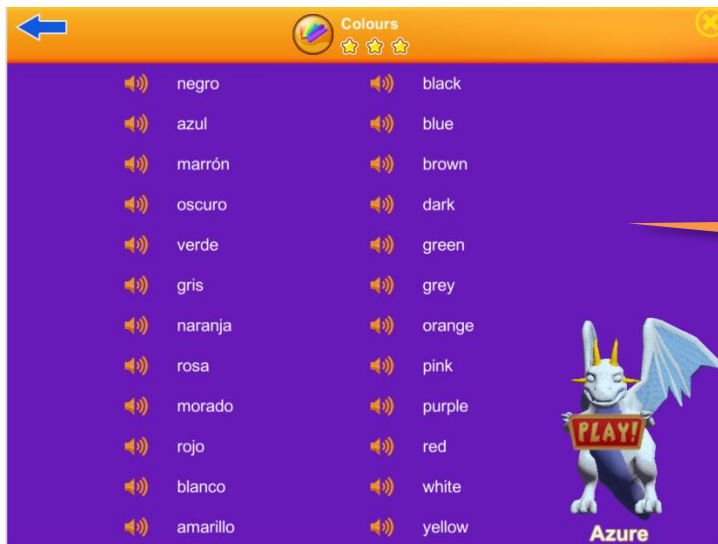 Colours
negro black
azul blue
marrón brown
oscuro dark
verde green
gris grey
naranja orange
rosa pink
morado purple
rojo red
blanco white
amarillo yellow
PLAY!
Azure